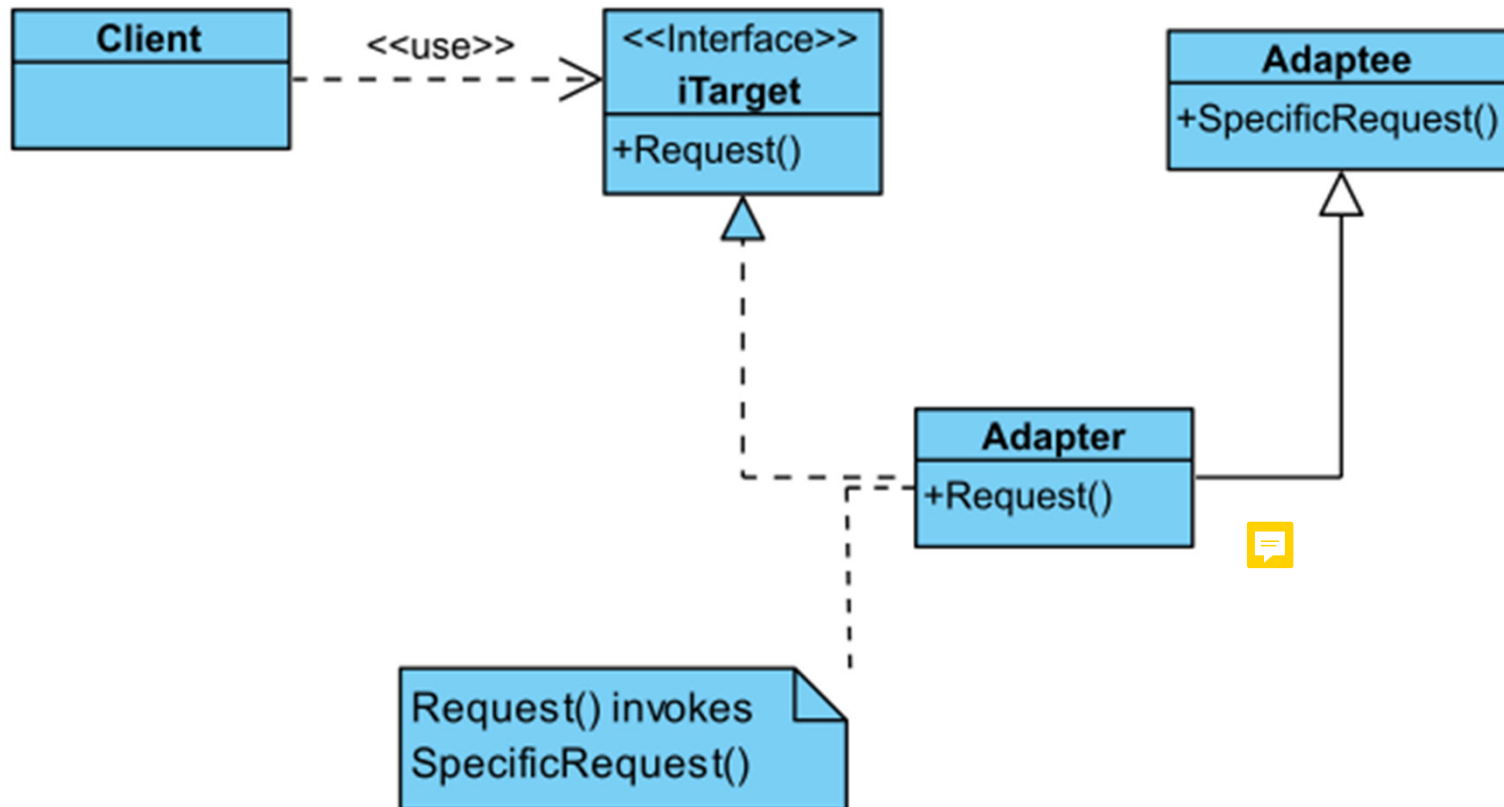 Client
<<use>>
<<Interface>>
iTarget
+Request()
Adaptee
+SpecificRequest()
Adapter
+Request()
Request() invokes
SpecificRequest()